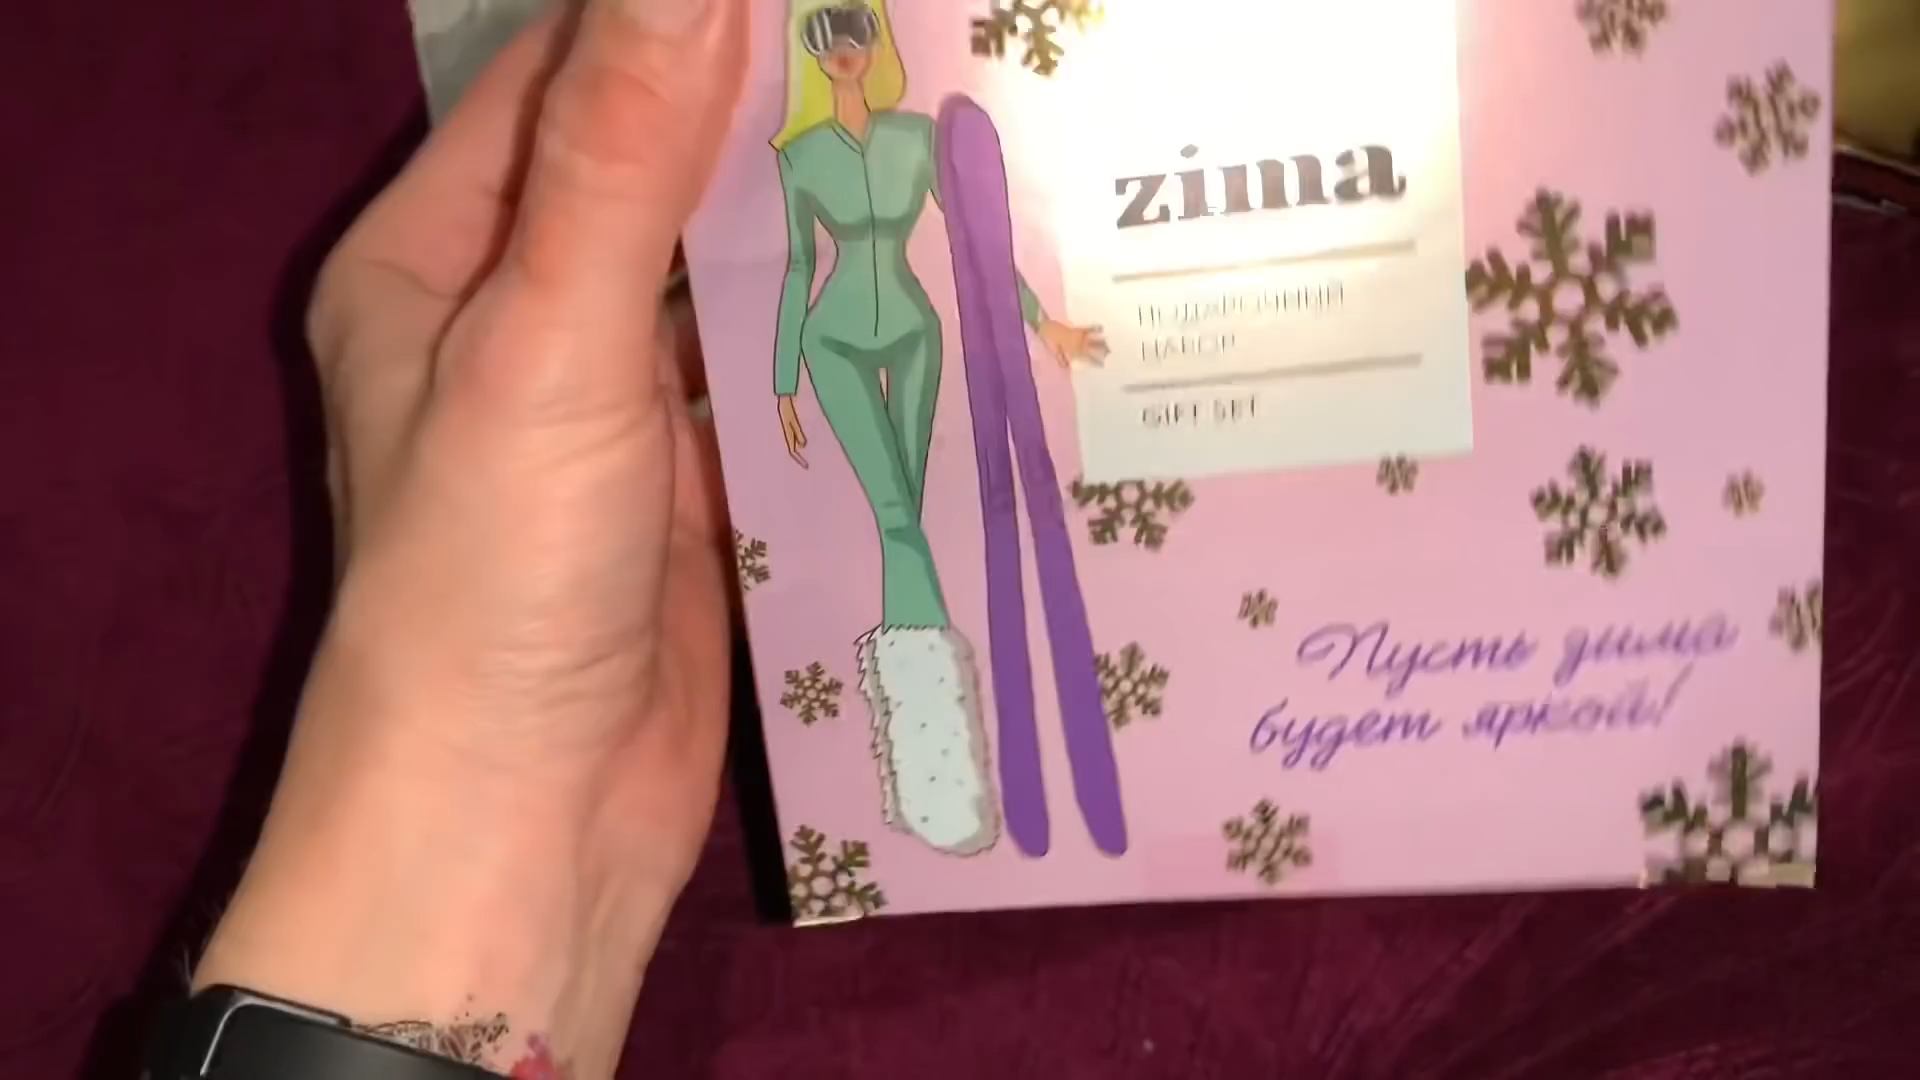 zima
ПОДАРОЧНЫЙ
НАБОР
GIFT SET
Пусть зима
будет яркой!